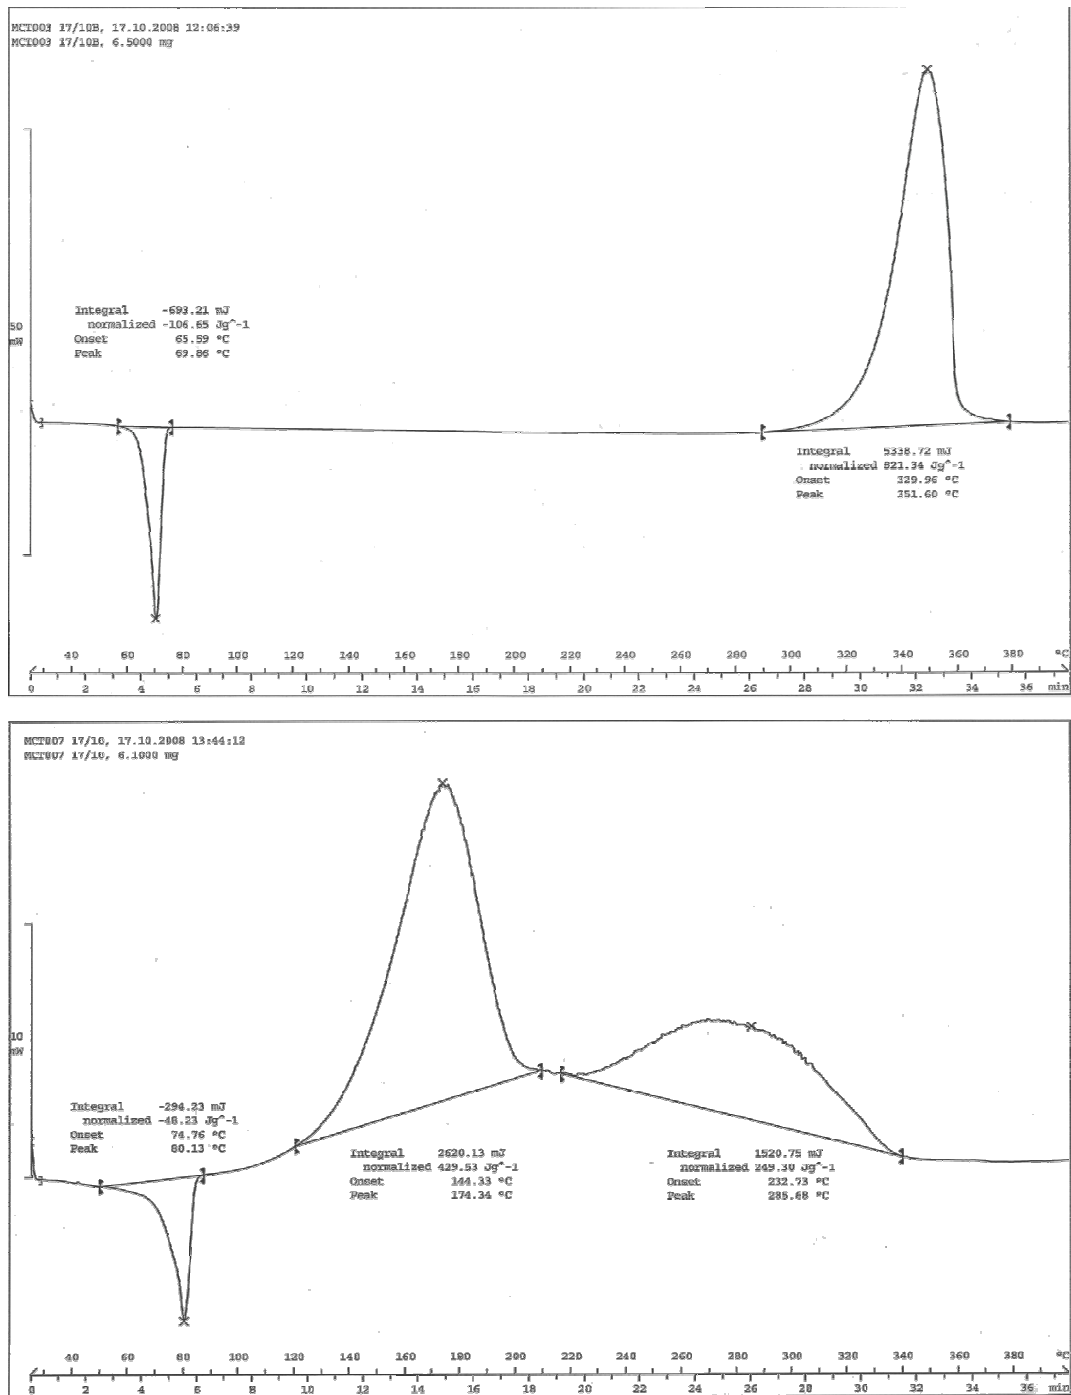 MCT003 17/10B, 17.10.2008 12:06:39
MCT003 17/10B, 6.5000 mg
50
mW
Integral -693.21 mJ
normalized -106.65 Jg^-1
Onset 65.59 °C
Peak 69.86 °C
Integral 5338.72 mJ
normalized 821.34 Jg^-1
Onset 329.96 °C
Peak 351.60 °C
40 60 80 100 120 140 160 180 200 220 240 260 280 300 320 340 360 380 °C
0 2 4 6 8 10 12 14 16 18 20 22 24 26 28 30 32 34 36 min
MCT007 17/10, 17.10.2008 13:44:12
MCT007 17/10, 6.1000 mg
10
mW
Integral -294.23 mJ
normalized -48.23 Jg^-1
Onset 74.76 °C
Peak 80.13 °C
Integral 2620.13 mJ
normalized 429.53 Jg^-1
Onset 144.33 °C
Peak 174.34 °C
Integral 1520.75 mJ
normalized 249.30 Jg^-1
Onset 232.73 °C
Peak 285.68 °C
40 60 80 100 120 140 160 180 200 220 240 260 280 300 320 340 360 380 °C
0 2 4 6 8 10 12 14 16 18 20 22 24 26 28 30 32 34 36 min